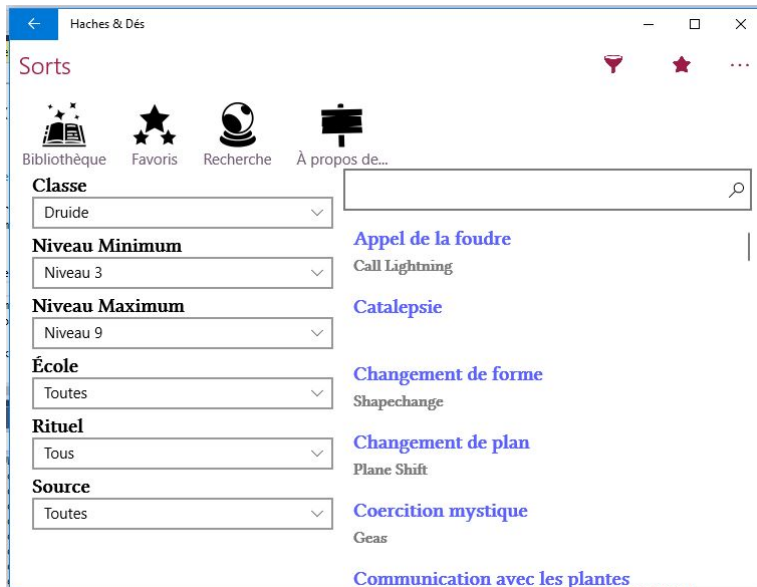 Haches & Dés
Sorts
Bibliothèque Favoris Recherche À propos de...
Classe
Druide
Niveau Minimum
Niveau 3
Niveau Maximum
Niveau 9
École
Toutes
Rituel
Tous
Source
Toutes
Appel de la foudre
Call Lightning
Catalepsie
Changement de forme
Shapechange
Changement de plan
Plane Shift
Coercition mystique
Geas
Communication avec les plantes